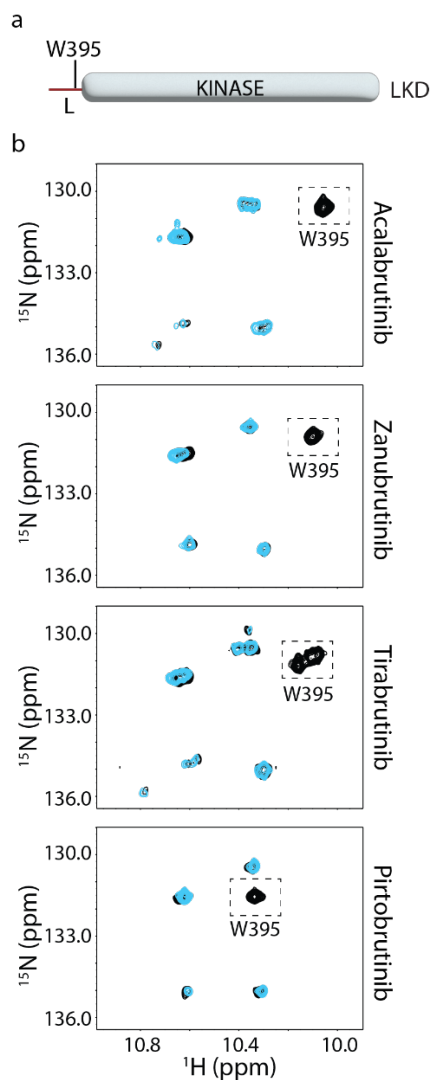 a
W395
KINASE
LKD
L
b
130.0
133.0
136.0
¹⁵N (ppm)
W395
Acalabrutinib
130.0
133.0
136.0
¹⁵N (ppm)
W395
Zanubrutinib
130.0
133.0
136.0
¹⁵N (ppm)
W395
Tirabrutinib
130.0
133.0
136.0
¹⁵N (ppm)
W395
Pirtobrutinib
10.8 10.4 10.0
¹H (ppm)